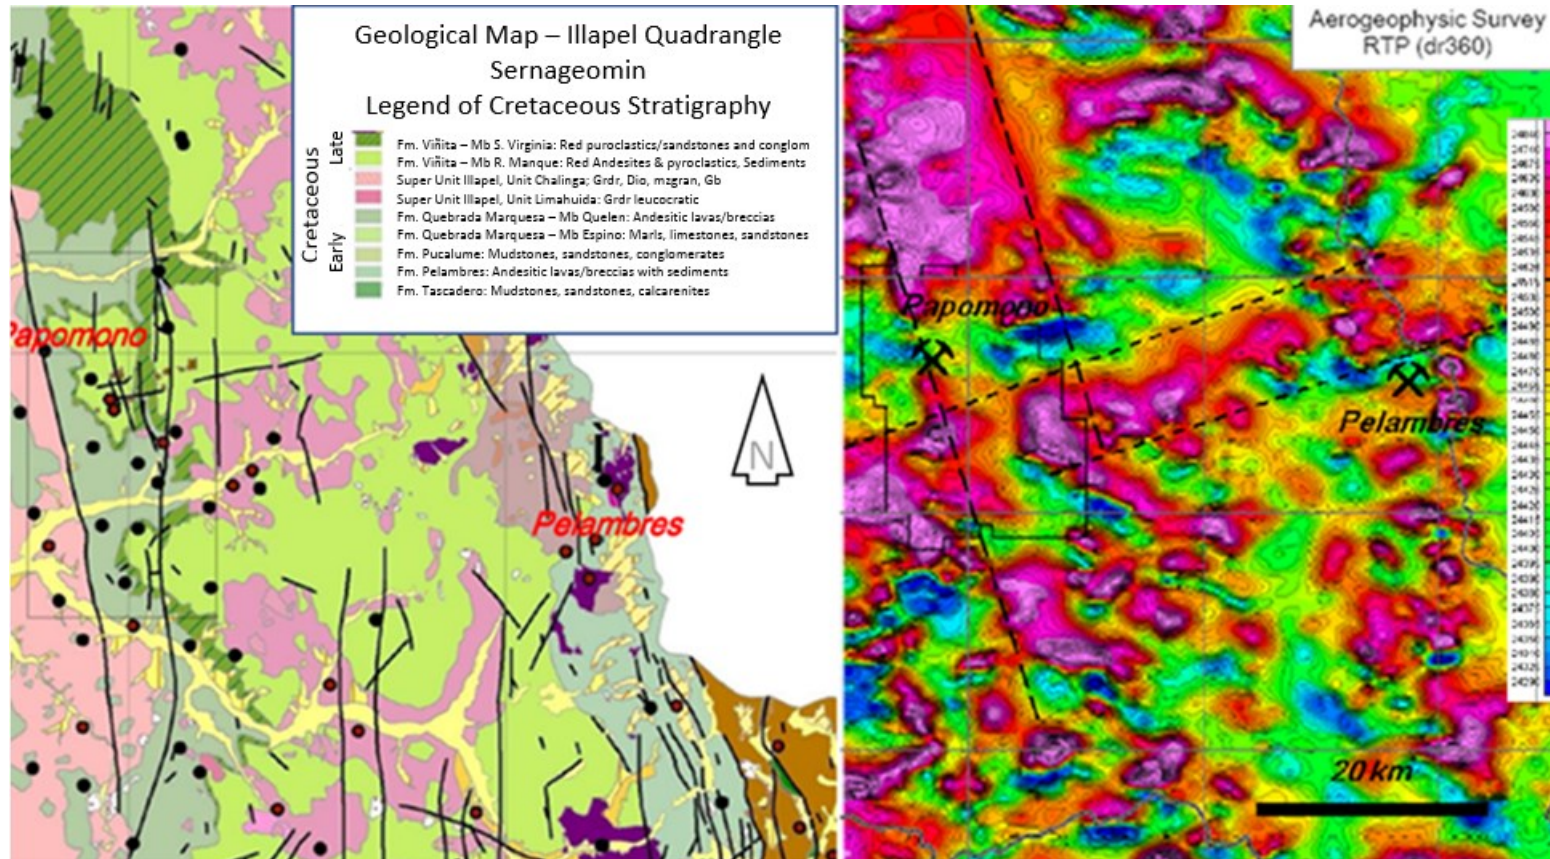 Geological Map – Illapel Quadrangle
Sernageomin
Legend of Cretaceous Stratigraphy
Cretaceous
Late
Early
Fm. Viñita – Mb S. Virginia: Red puroclastics/sandstones and conglom
Fm. Viñita – Mb R. Manque: Red Andesites & pyroclastics, Sediments
Super Unit Illapel, Unit Chalinga; Grdr, Dio, mzgran, Gb
Super Unit Illapel, Unit Limahuida: Grdr leucocratic
Fm. Quebrada Marquesa – Mb Quelen: Andesitic lavas/breccias
Fm. Quebrada Marquesa – Mb Espino: Marls, limestones, sandstones
Fm. Pucalume: Mudstones, sandstones, conglomerates
Fm. Pelambres: Andesitic lavas/breccias with sediments
Fm. Tascadero: Mudstones, sandstones, calcarenites
Papomono
Pelambres
N
Aerogeophysic Survey
RTP (dr360)
Papomono
Pelambres
20 km